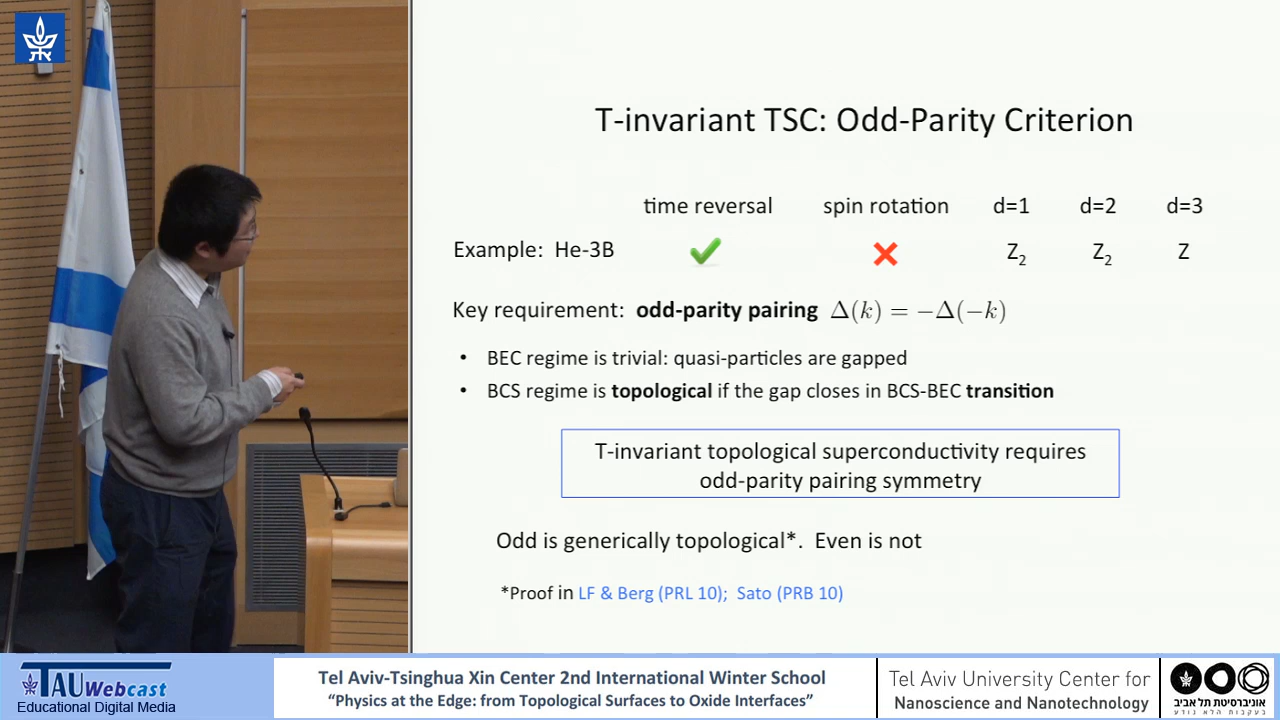 T-invariant TSC: Odd-Parity Criterion
time reversal spin rotation d=1 d=2 d=3
Example: He-3B ✓ ✗ Z₂ Z₂ Z
Key requirement: odd-parity pairing Δ(k) = −Δ(−k)
• BEC regime is trivial: quasi-particles are gapped
• BCS regime is topological if the gap closes in BCS-BEC transition
T-invariant topological superconductivity requires
odd-parity pairing symmetry
Odd is generically topological*. Even is not
*Proof in LF & Berg (PRL 10); Sato (PRB 10)
TAU Webcast
Educational Digital Media
Tel Aviv-Tsinghua Xin Center 2nd International Winter School
“Physics at the Edge: from Topological Surfaces to Oxide Interfaces”
Tel Aviv University Center for
Nanoscience and Nanotechnology
אוניברסיטת תל אביב